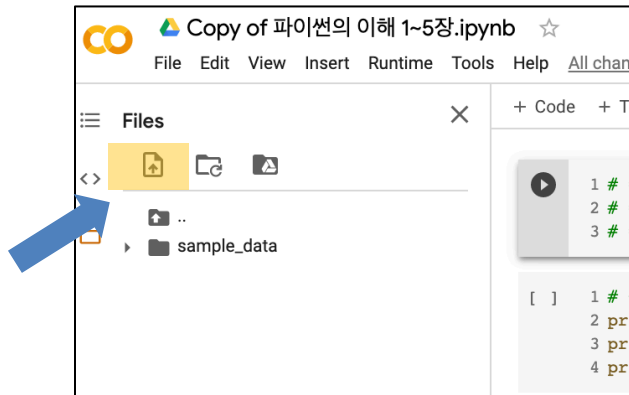 Copy of 파이썬의 이해 1~5장.ipynb
File Edit View Insert Runtime Tools Help All chan
Files
+ Code + T
..
sample_data
1 #
2 #
3 #
[ ]
1 #
2 pr
3 pr
4 pr